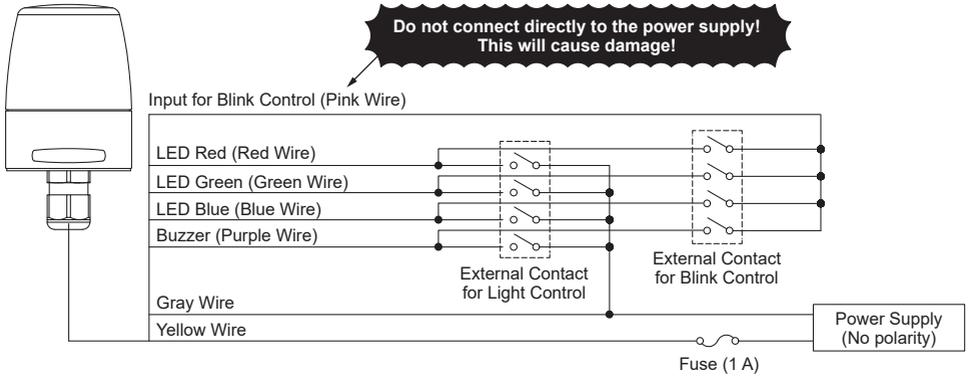 Do not connect directly to the power supply!
This will cause damage!
Input for Blink Control (Pink Wire)
LED Red (Red Wire)
LED Green (Green Wire)
LED Blue (Blue Wire)
Buzzer (Purple Wire)
External Contact
for Light Control
External Contact
for Blink Control
Gray Wire
Yellow Wire
Power Supply
(No polarity)
Fuse (1 A)